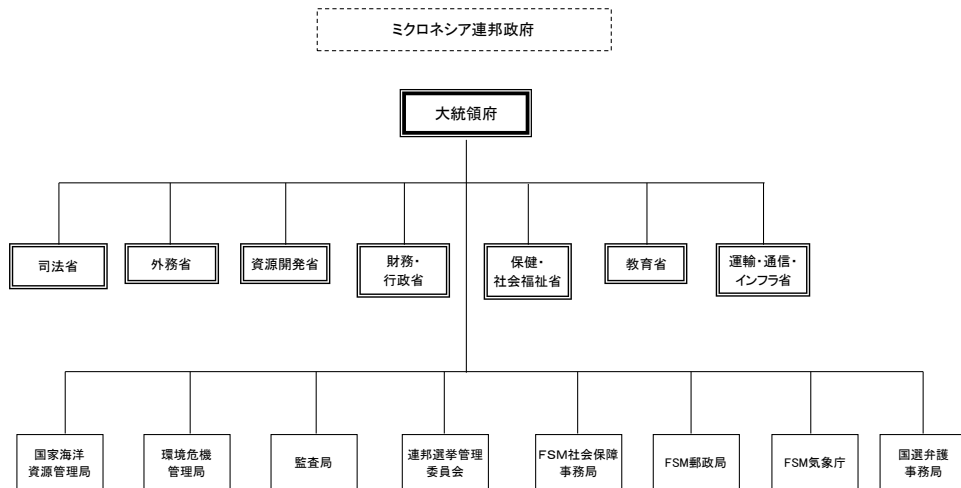 ミクロネシア連邦政府
大統領府
司法省
外務省
資源開発省
財務・
行政省
保健・
社会福祉省
教育省
運輸・通信・
インフラ省
国家海洋
資源管理局
環境危機
管理局
監査局
連邦選挙管理
委員会
FSM社会保障
事務局
FSM郵政局
FSM気象庁
国選弁護
事務局